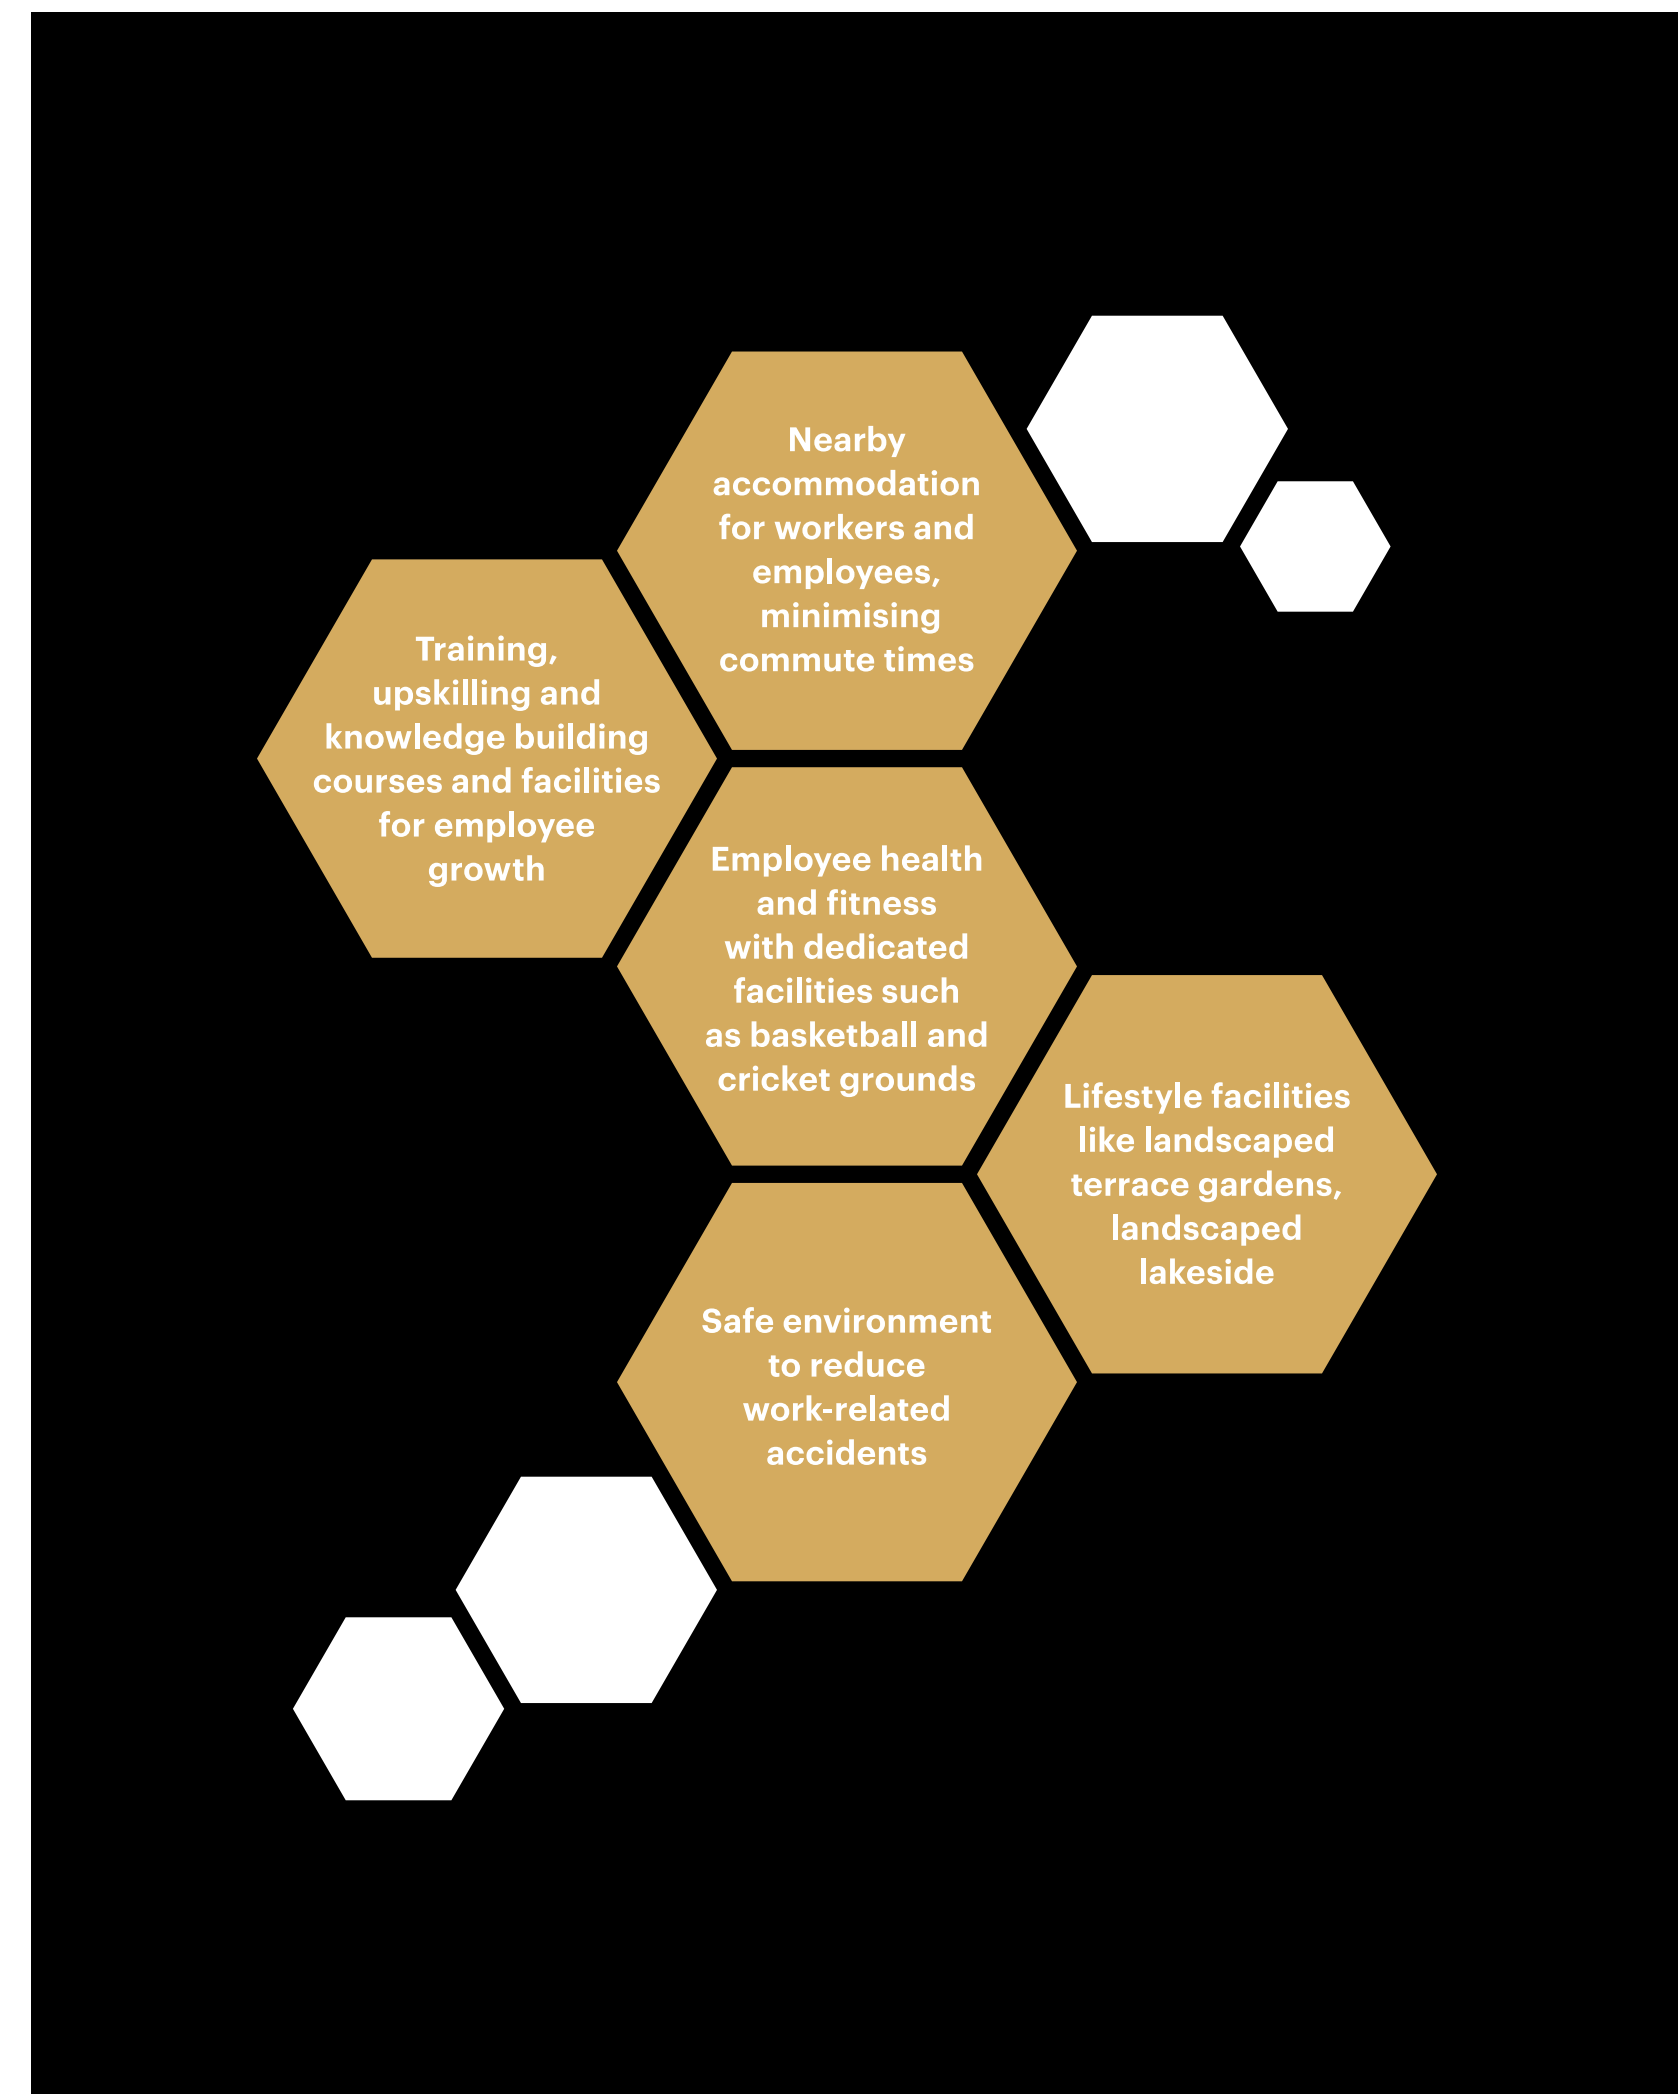 Nearby
accommodation
for workers and
employees,
minimising
commute times
Training,
upskilling and
knowledge building
courses and facilities
for employee
growth
Employee health
and fitness
with dedicated
facilities such
as basketball and
cricket grounds
Lifestyle facilities
like landscaped
terrace gardens,
landscaped
lakeside
Safe environment
to reduce
work-related
accidents